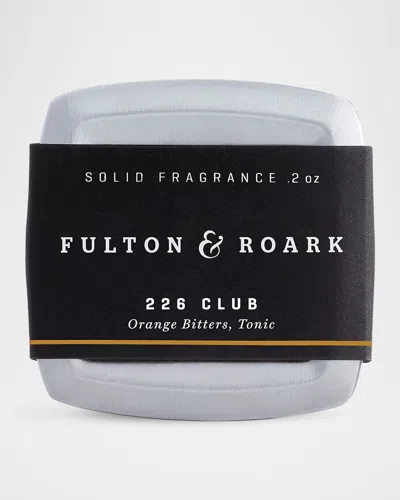 SOLID FRAGRANCE .2 oz
FULTON & ROARK
226 CLUB
Orange Bitters, Tonic